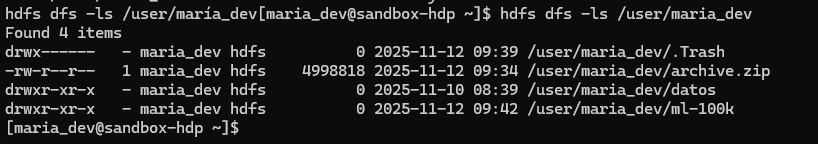 hdfs dfs -ls /user/maría_dev[maria_dev@sandbox-hdp ~]$ hdfs dfs -ls /user/maria_dev
Found 4 items
drwx------   - maria_dev hdfs          0 2025-11-12 09:39 /user/maria_dev/.Trash
-rw-r--r--   1 maria_dev hdfs    4998818 2025-11-12 09:34 /user/maria_dev/archive.zip
drwxr-xr-x   - maria_dev hdfs          0 2025-11-10 08:39 /user/maria_dev/datos
drwxr-xr-x   - maria_dev hdfs          0 2025-11-12 09:42 /user/maria_dev/ml-100k
[maria_dev@sandbox-hdp ~]$